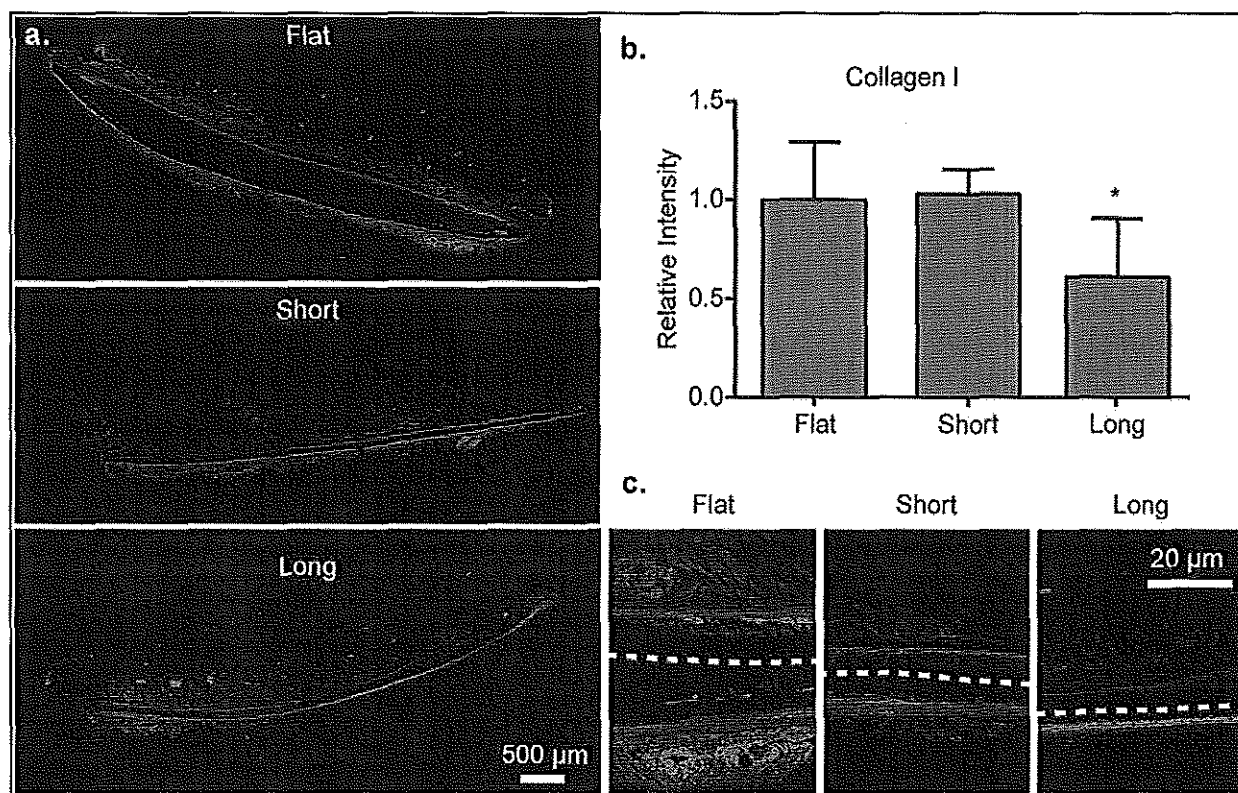 a.
Flat
Short
Long
500 µm
b.
Collagen I
Relative Intensity
1.5
1.0
0.5
0.0
*
Flat
Short
Long
c.
Flat
Short
Long
20 µm